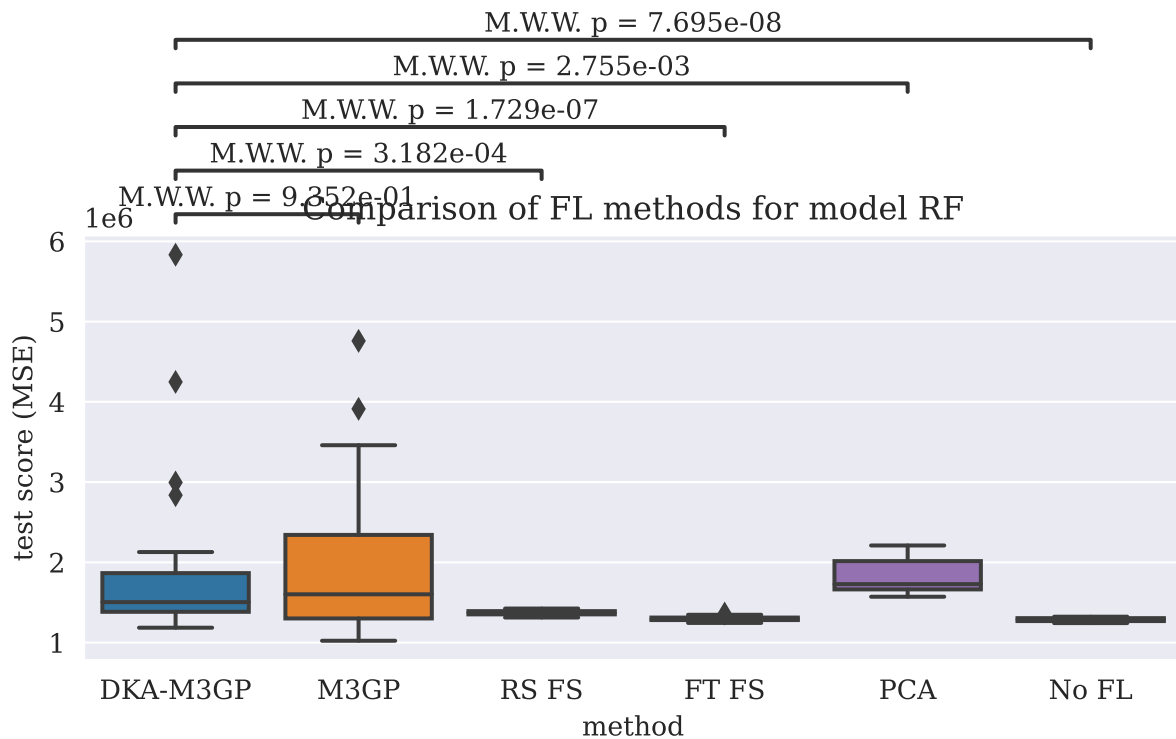 M.W.W. p = 7.695e-08
M.W.W. p = 2.755e-03
M.W.W. p = 1.729e-07
M.W.W. p = 3.182e-04
M.W.W. p = 9.352e-01
Comparison of FL methods for model RF
1e6
6
5
4
3
2
1
test score (MSE)
DKA-M3GP M3GP RS FS FT FS PCA No FL
method